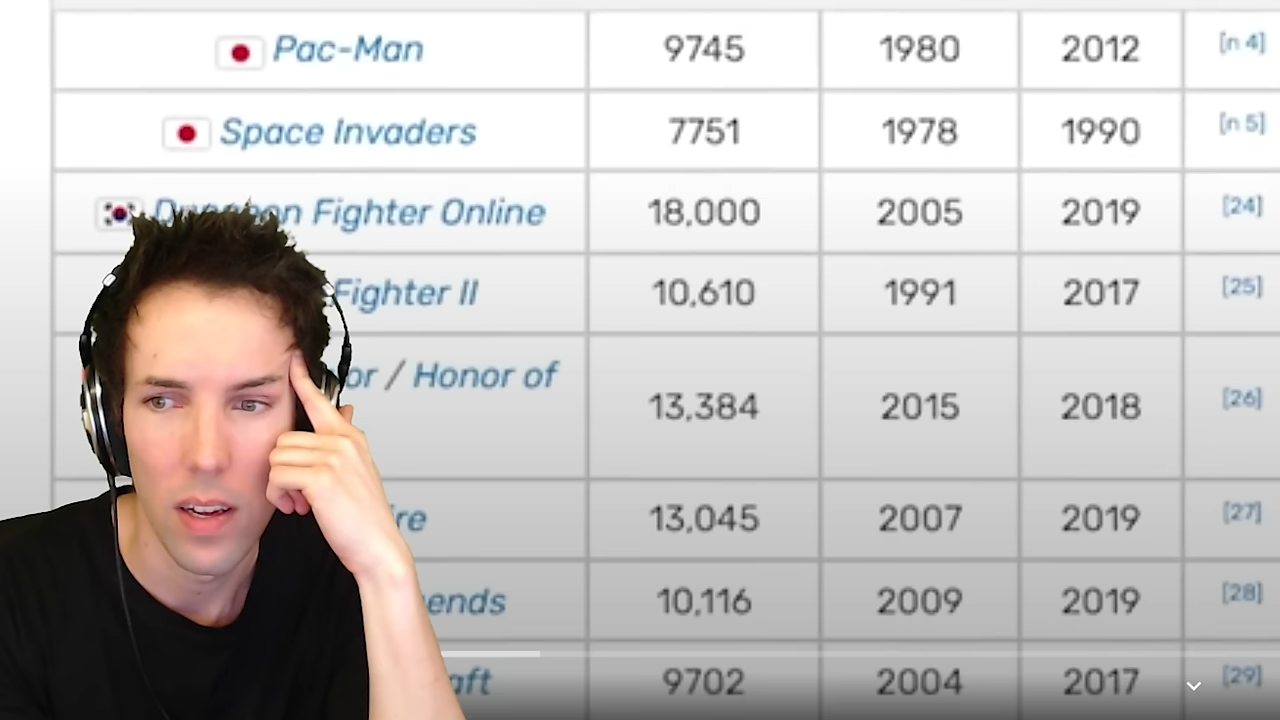 Pac-Man 9745 1980 2012 [n 4]
Space Invaders 7751 1978 1990 [n 5]
Dungeon Fighter Online 18,000 2005 2019 [24]
Fighter II 10,610 1991 2017 [25]
or / Honor of
13,384 2015 2018 [26]
ire 13,045 2007 2019 [27]
ends 10,116 2009 2019 [28]
aft 9702 2004 2017 [29]